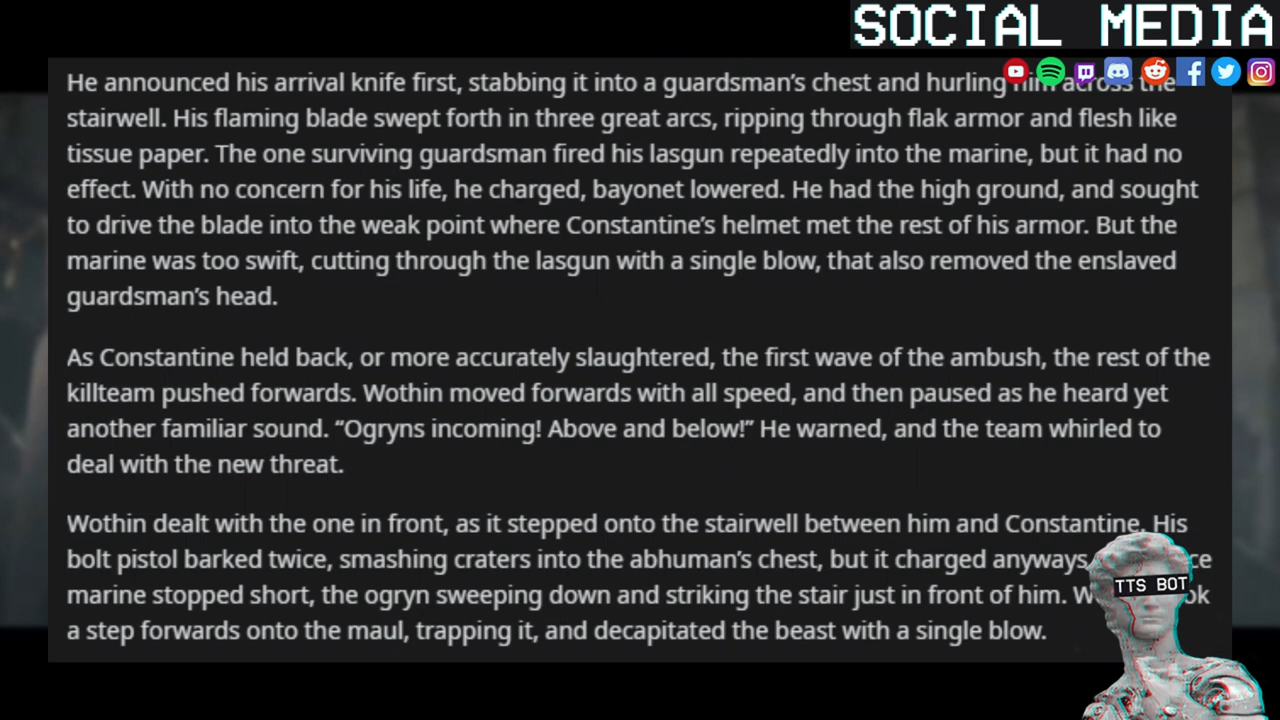 SOCIAL MEDIA
He announced his arrival knife first, stabbing it into a guardsman’s chest and hurling him across the
stairwell. His flaming blade swept forth in three great arcs, ripping through flak armor and flesh like
tissue paper. The one surviving guardsman fired his lasgun repeatedly into the marine, but it had no
effect. With no concern for his life, he charged, bayonet lowered. He had the high ground, and sought
to drive the blade into the weak point where Constantine’s helmet met the rest of his armor. But the
marine was too swift, cutting through the lasgun with a single blow, that also removed the enslaved
guardsman’s head.
As Constantine held back, or more accurately slaughtered, the first wave of the ambush, the rest of the
killteam pushed forwards. Wothin moved forwards with all speed, and then paused as he heard yet
another familiar sound. “Ogryns incoming! Above and below!” He warned, and the team whirled to
deal with the new threat.
Wothin dealt with the one in front, as it stepped onto the stairwell between him and Constantine. His
bolt pistol barked twice, smashing craters into the abhuman’s chest, but it charged anyways
marine stopped short, the ogryn sweeping down and striking the stair just in front of him.
a step forwards onto the maul, trapping it, and decapitated the beast with a single blow.
TTS BOT